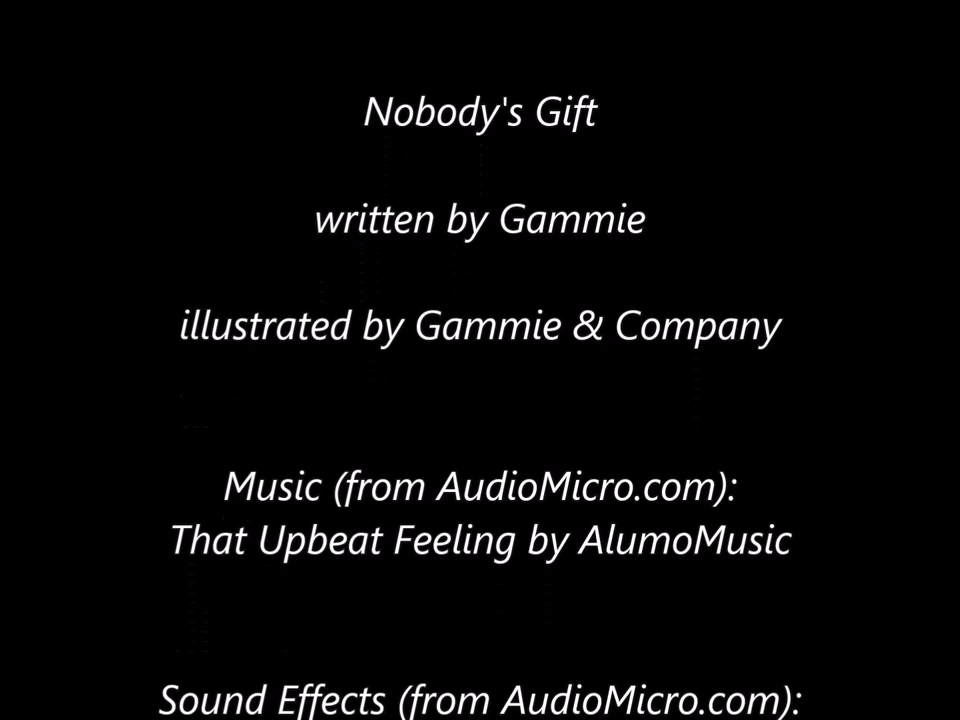 Nobody's Gift
written by Gammie
illustrated by Gammie & Company
Music (from AudioMicro.com):
That Upbeat Feeling by AlumoMusic
Sound Effects (from AudioMicro.com):